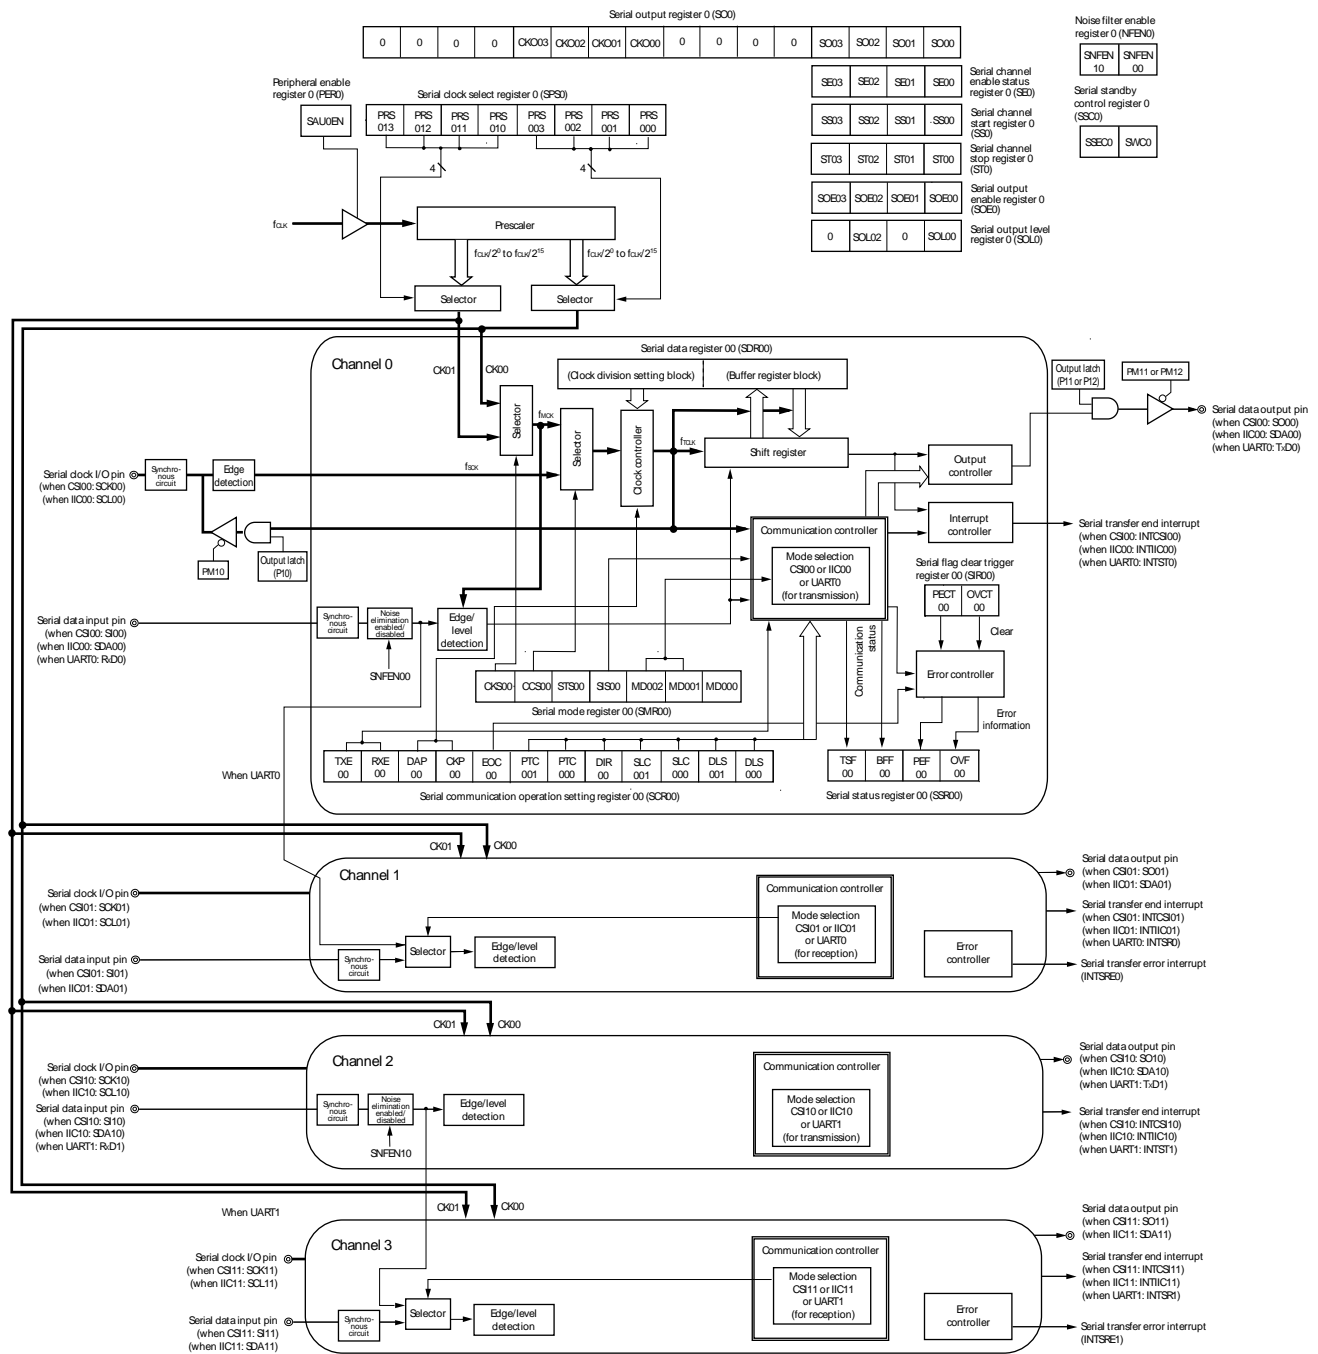 Serial output register 0 (SO0)
0 0 0 0 CKO03 CKO02 CKO01 CKO00 0 0 0 0 SO03 SO02 SO01 SO00
Noise filter enable
register 0 (NFEN0)
SNFEN
10
SNFEN
00
Peripheral enable
register 0 (PER0)
SAU0EN
Serial clock select register 0 (SPS0)
PRS
013
PRS
012
PRS
011
PRS
010
PRS
003
PRS
002
PRS
001
PRS
000
SE03 SE02 SE01 SE00
Serial channel
enable status
register 0 (SE0)
SS03 SS02 SS01 SS00
Serial channel
start register 0
(SS0)
ST03 ST02 ST01 ST00
Serial channel
stop register 0
(ST0)
SOE03 SOE02 SOE01 SOE00
Serial output
enable register 0
(SOE0)
0 SOL02 0 SOL00
Serial output level
register 0 (SOL0)
Serial standby
control register 0
(SSC0)
SSEC0 SWC0
4
4
fCLK
Prescaler
fCLK/2⁰ to fCLK/2¹⁵
fCLK/2⁰ to fCLK/2¹⁵
Selector
Selector
Channel 0
CK01
CK00
Serial data register 00 (SDR00)
(Clock division setting block)
(Buffer register block)
Selector
fMCK
Selector
Clock controller
fTCLK
Shift register
Output latch
(P11 or P12)
PM11 or PM12
Serial data output pin
(when CSI00: SO00)
(when IIC00: SDA00)
(when UART0: TxD0)
Output
controller
Serial clock I/O pin
(when CSI00: SCK00)
(when IIC00: SCL00)
Synchro-
nous
circuit
Edge
detection
fSCK
PM10
Output latch
(P10)
Communication controller
Mode selection
CSI00 or IIC00
or UART0
(for transmission)
Interrupt
controller
Serial transfer end interrupt
(when CSI00: INTCSI00)
(when IIC00: INTIIC00)
(when UART0: INTST0)
Serial flag clear trigger
register 00 (SIR00)
PECT
00
OVCT
00
Clear
Serial data input pin
(when CSI00: SI00)
(when IIC00: SDA00)
(when UART0: RxD0)
Synchro-
nous
circuit
Noise
elimination
enabled/
disabled
SNFEN00
Edge/
level
detection
Communication
status
Error controller
Error
information
CKS00 CCS00 STS00 SIS00 MD002 MD001 MD000
Serial mode register 00 (SMR00)
When UART0
TXE
00
RXE
00
DAP
00
CKP
00
EOC
00
PTC
001
PTC
000
DIR
00
SLC
001
SLC
000
DLS
001
DLS
000
Serial communication operation setting register 00 (SCR00)
TSF
00
BFF
00
PEF
00
OVF
00
Serial status register 00 (SSR00)
CK01
CK00
Channel 1
Serial clock I/O pin
(when CSI01: SCK01)
(when IIC01: SCL01)
Serial data input pin
(when CSI01: SI01)
(when IIC01: SDA01)
Synchro-
nous
circuit
Selector
Edge/level
detection
Communication controller
Mode selection
CSI01 or IIC01
or UART0
(for reception)
Error
controller
Serial data output pin
(when CSI01: SO01)
(when IIC01: SDA01)
Serial transfer end interrupt
(when CSI01: INTCSI01)
(when IIC01: INTIIC01)
(when UART0: INTSR0)
Serial transfer error interrupt
(INTSRE0)
CK01
CK00
Channel 2
Serial clock I/O pin
(when CSI10: SCK10)
(when IIC10: SCL10)
Serial data input pin
(when CSI10: SI10)
(when IIC10: SDA10)
(when UART1: RxD1)
Synchro-
nous
circuit
Noise
elimination
enabled/
disabled
SNFEN10
Edge/level
detection
Communication controller
Mode selection
CSI10 or IIC10
or UART1
(for transmission)
Serial data output pin
(when CSI10: SO10)
(when IIC10: SDA10)
(when UART1: TxD1)
Serial transfer end interrupt
(when CSI10: INTCSI10)
(when IIC10: INTIIC10)
(when UART1: INTST1)
When UART1
CK01
CK00
Channel 3
Serial clock I/O pin
(when CSI11: SCK11)
(when IIC11: SCL11)
Serial data input pin
(when CSI11: SI11)
(when IIC11: SDA11)
Synchro-
nous
circuit
Selector
Edge/level
detection
Communication controller
Mode selection
CSI11 or IIC11
or UART1
(for reception)
Error
controller
Serial data output pin
(when CSI11: SO11)
(when IIC11: SDA11)
Serial transfer end interrupt
(when CSI11: INTCSI11)
(when IIC11: INTIIC11)
(when UART1: INTSR1)
Serial transfer error interrupt
(INTSRE1)